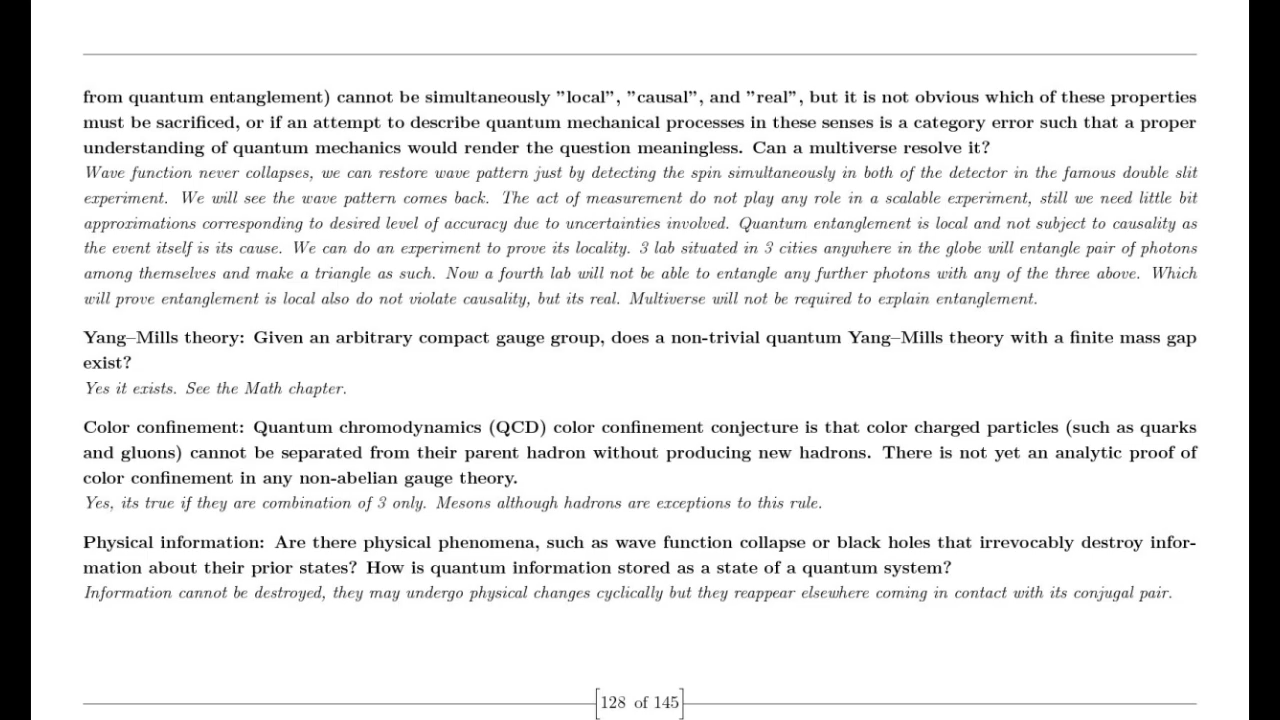 from quantum entanglement) cannot be simultaneously ”local”, ”causal”, and ”real”, but it is not obvious which of these properties
must be sacrificed, or if an attempt to describe quantum mechanical processes in these senses is a category error such that a proper
understanding of quantum mechanics would render the question meaningless. Can a multiverse resolve it?
Wave function never collapses, we can restore wave pattern just by detecting the spin simultaneously in both of the detector in the famous double slit
experiment. We will see the wave pattern comes back. The act of measurement do not play any role in a scalable experiment, still we need little bit
approximations corresponding to desired level of accuracy due to uncertainties involved. Quantum entanglement is local and not subject to causality as
the event itself is its cause. We can do an experiment to prove its locality. 3 lab situated in 3 cities anywhere in the globe will entangle pair of photons
among themselves and make a triangle as such. Now a fourth lab will not be able to entangle any further photons with any of the three above. Which
will prove entanglement is local also do not violate causality, but its real. Multiverse will not be required to explain entanglement.
Yang–Mills theory: Given an arbitrary compact gauge group, does a non-trivial quantum Yang–Mills theory with a finite mass gap
exist?
Yes it exists. See the Math chapter.
Color confinement: Quantum chromodynamics (QCD) color confinement conjecture is that color charged particles (such as quarks
and gluons) cannot be separated from their parent hadron without producing new hadrons. There is not yet an analytic proof of
color confinement in any non-abelian gauge theory.
Yes, its true if they are combination of 3 only. Mesons although hadrons are exceptions to this rule.
Physical information: Are there physical phenomena, such as wave function collapse or black holes that irrevocably destroy infor-
mation about their prior states? How is quantum information stored as a state of a quantum system?
Information cannot be destroyed, they may undergo physical changes cyclically but they reappear elsewhere coming in contact with its conjugal pair.
128 of 145